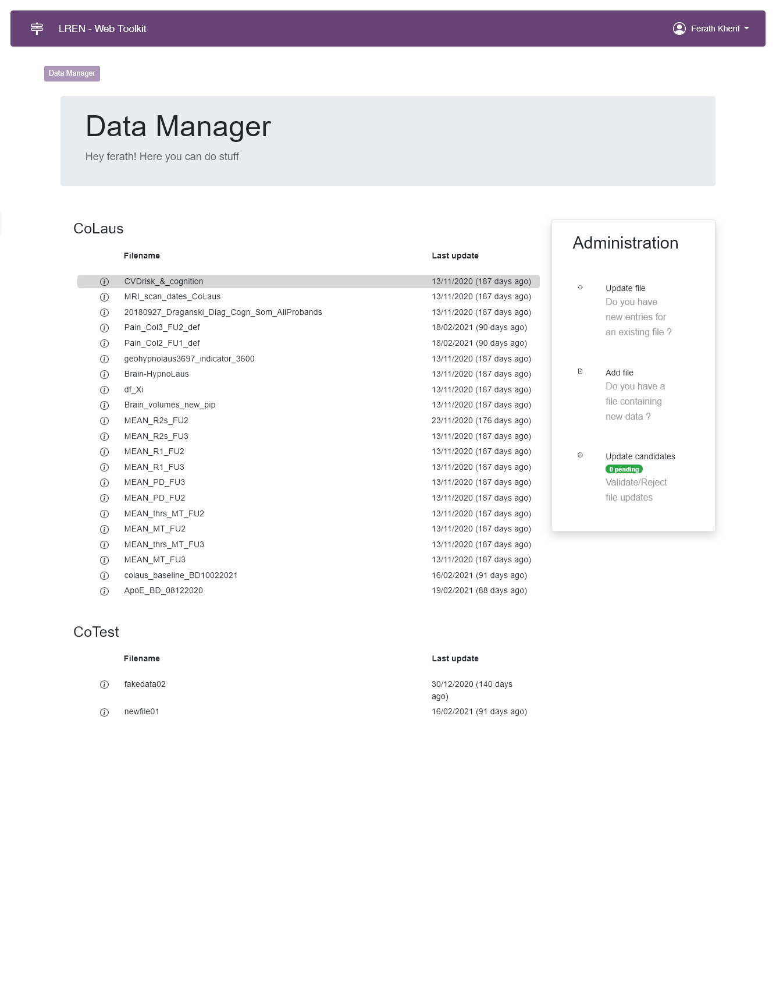 LREN - Web Toolkit
Ferath Kherif
Data Manager
Data Manager
Hey ferath! Here you can do stuff
CoLaus
Filename Last update
CVDrisk_&_cognition 13/11/2020 (187 days ago)
MRI_scan_dates_CoLaus 13/11/2020 (187 days ago)
20180927_Draganski_Diag_Cogn_Som_AllProbands 13/11/2020 (187 days ago)
Pain_Col3_FU2_def 18/02/2021 (90 days ago)
Pain_Col2_FU1_def 18/02/2021 (90 days ago)
geohypnolaus3697_indicator_3600 13/11/2020 (187 days ago)
Brain-HypnoLaus 13/11/2020 (187 days ago)
df_Xi 13/11/2020 (187 days ago)
Brain_volumes_new_pip 13/11/2020 (187 days ago)
MEAN_R2s_FU2 23/11/2020 (176 days ago)
MEAN_R2s_FU3 13/11/2020 (187 days ago)
MEAN_R1_FU2 13/11/2020 (187 days ago)
MEAN_R1_FU3 13/11/2020 (187 days ago)
MEAN_PD_FU3 13/11/2020 (187 days ago)
MEAN_PD_FU2 13/11/2020 (187 days ago)
MEAN_thrs_MT_FU2 13/11/2020 (187 days ago)
MEAN_MT_FU2 13/11/2020 (187 days ago)
MEAN_thrs_MT_FU3 13/11/2020 (187 days ago)
MEAN_MT_FU3 13/11/2020 (187 days ago)
colaus_baseline_BD10022021 16/02/2021 (91 days ago)
ApoE_BD_08122020 19/02/2021 (88 days ago)
CoTest
Filename Last update
fakedata02 30/12/2020 (140 days
ago)
newfile01 16/02/2021 (91 days ago)
Administration
Update file
Do you have
new entries for
an existing file ?
Add file
Do you have a
file containing
new data ?
Update candidates
0 pending
Validate/Reject
file updates